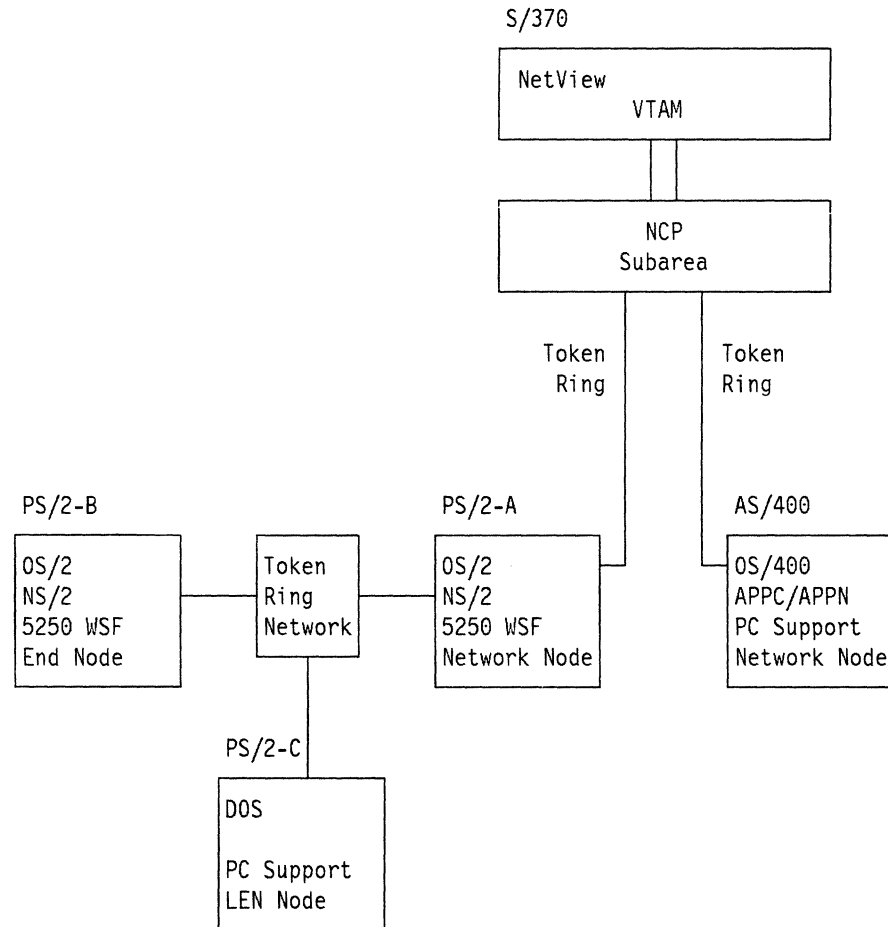 S/370
NetView
VTAM
NCP
Subarea
Token
Ring
Token
Ring
PS/2-B
OS/2
NS/2
5250 WSF
End Node
Token
Ring
Network
PS/2-A
OS/2
NS/2
5250 WSF
Network Node
AS/400
OS/400
APPC/APPN
PC Support
Network Node
PS/2-C
DOS
PC Support
LEN Node